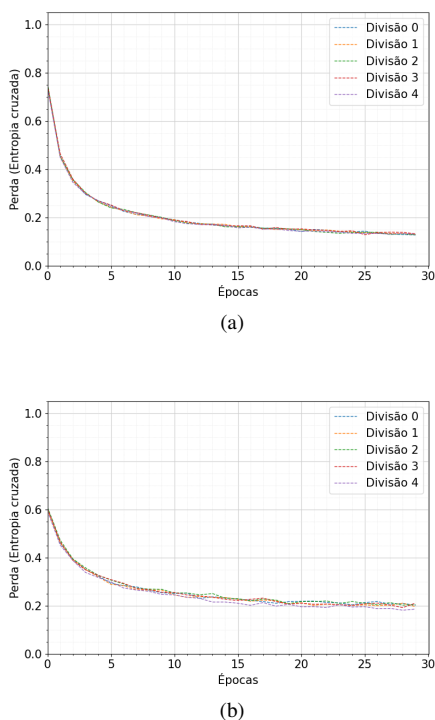 1.0
0.8
0.6
0.4
0.2
0.0
Perda (Entropia cruzada)
Divisão 0
Divisão 1
Divisão 2
Divisão 3
Divisão 4
0 5 10 15 20 25 30
Épocas
(a)
1.0
0.8
0.6
0.4
0.2
0.0
Perda (Entropia cruzada)
Divisão 0
Divisão 1
Divisão 2
Divisão 3
Divisão 4
0 5 10 15 20 25 30
Épocas
(b)